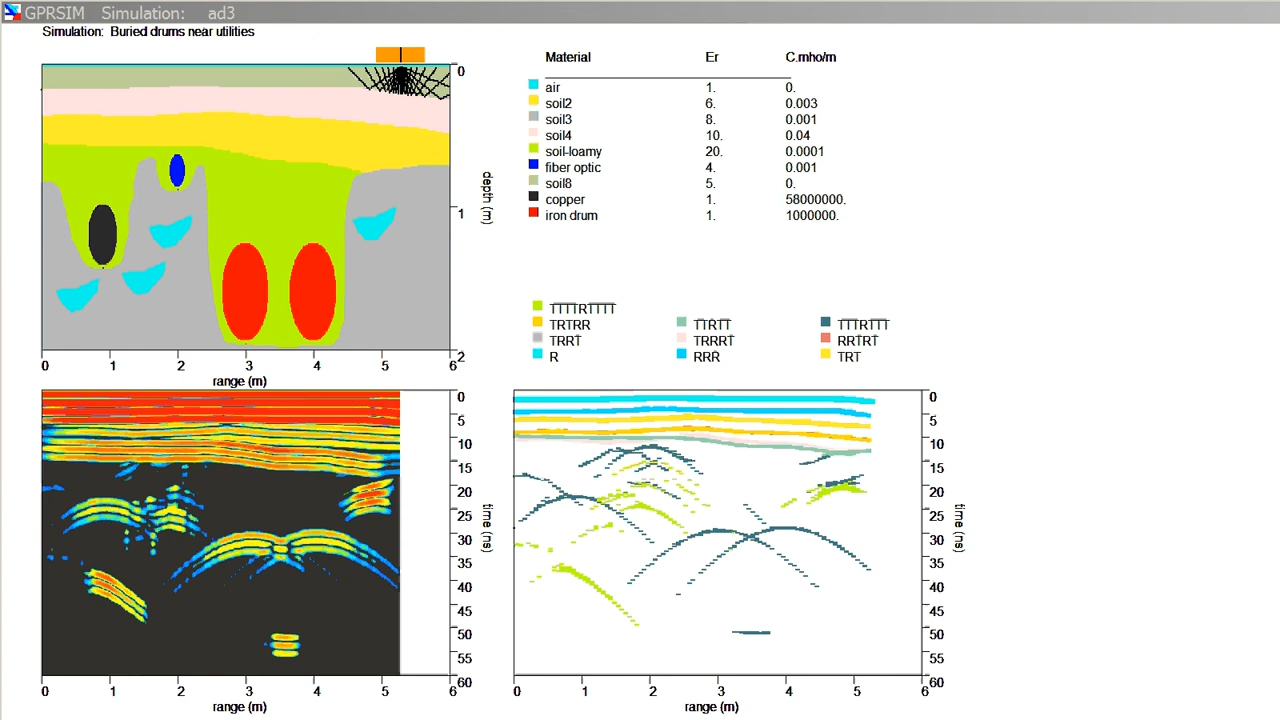 GPRSIM Simulation: ad3
Simulation: Buried drums near utilities
Material Er C.mho/m
air 1. 0.
soil2 6. 0.003
soil3 8. 0.001
soil4 10. 0.04
soil-loamy 20. 0.0001
fiber optic 4. 0.001
soil8 5. 0.
copper 1. 58000000.
iron drum 1. 1000000.
0
1
2
depth (m)
0 1 2 3 4 5 6
range (m)
TTTTRTTTT
TRTRR TTRTT TTTRTTT
TRRT TRRRT RRTRT
R RRR TRT
0
5
10
15
20
25
30
35
40
45
50
55
60
time (ns)
0 1 2 3 4 5 6
range (m)
0
5
10
15
20
25
30
35
40
45
50
55
60
time (ns)
0 1 2 3 4 5 6
range (m)